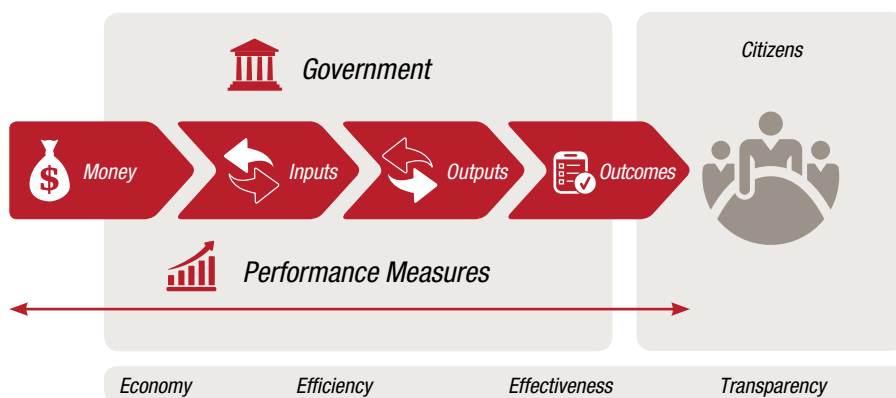 Government
Citizens
$
Money
Inputs
Outputs
Outcomes
Performance Measures
Economy
Efficiency
Effectiveness
Transparency